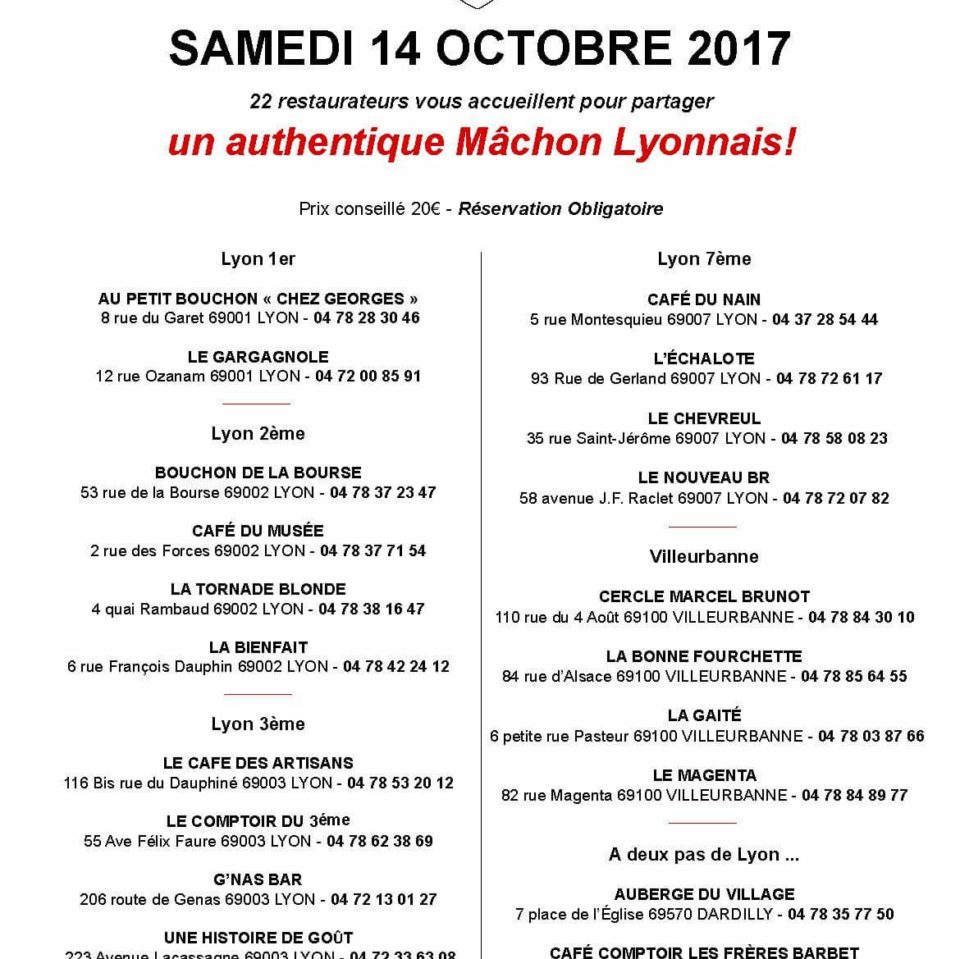 SAMEDI 14 OCTOBRE 2017
22 restaurateurs vous accueillent pour partager
un authentique Mâchon Lyonnais!
Prix conseillé 20€ - Réservation Obligatoire
Lyon 1er
AU PETIT BOUCHON « CHEZ GEORGES »
8 rue du Garet 69001 LYON - 04 78 28 30 46
LE GARGAGNOLE
12 rue Ozanam 69001 LYON - 04 72 00 85 91
Lyon 2ème
BOUCHON DE LA BOURSE
53 rue de la Bourse 69002 LYON - 04 78 37 23 47
CAFÉ DU MUSÉE
2 rue des Forces 69002 LYON - 04 78 37 71 54
LA TORNADE BLONDE
4 quai Rambaud 69002 LYON - 04 78 38 16 47
LA BIENFAIT
6 rue François Dauphin 69002 LYON - 04 78 42 24 12
Lyon 3ème
LE CAFE DES ARTISANS
116 Bis rue du Dauphiné 69003 LYON - 04 78 53 20 12
LE COMPTOIR DU 3éme
55 Ave Félix Faure 69003 LYON - 04 78 62 38 69
G’NAS BAR
206 route de Genas 69003 LYON - 04 72 13 01 27
UNE HISTOIRE DE GOÛT
223 Avenue Lacassagne 69003 LYON - 04 72 33 63 08
Lyon 7ème
CAFÉ DU NAIN
5 rue Montesquieu 69007 LYON - 04 37 28 54 44
L’ÉCHALOTE
93 Rue de Gerland 69007 LYON - 04 78 72 61 17
LE CHEVREUL
35 rue Saint-Jérôme 69007 LYON - 04 78 58 08 23
LE NOUVEAU BR
58 avenue J.F. Raclet 69007 LYON - 04 78 72 07 82
Villeurbanne
CERCLE MARCEL BRUNOT
110 rue du 4 Août 69100 VILLEURBANNE - 04 78 84 30 10
LA BONNE FOURCHETTE
84 rue d’Alsace 69100 VILLEURBANNE - 04 78 85 64 55
LA GAITÉ
6 petite rue Pasteur 69100 VILLEURBANNE - 04 78 03 87 66
LE MAGENTA
82 rue Magenta 69100 VILLEURBANNE - 04 78 84 89 77
A deux pas de Lyon ...
AUBERGE DU VILLAGE
7 place de l’Église 69570 DARDILLY - 04 78 35 77 50
CAFÉ COMPTOIR LES FRÈRES BARBET